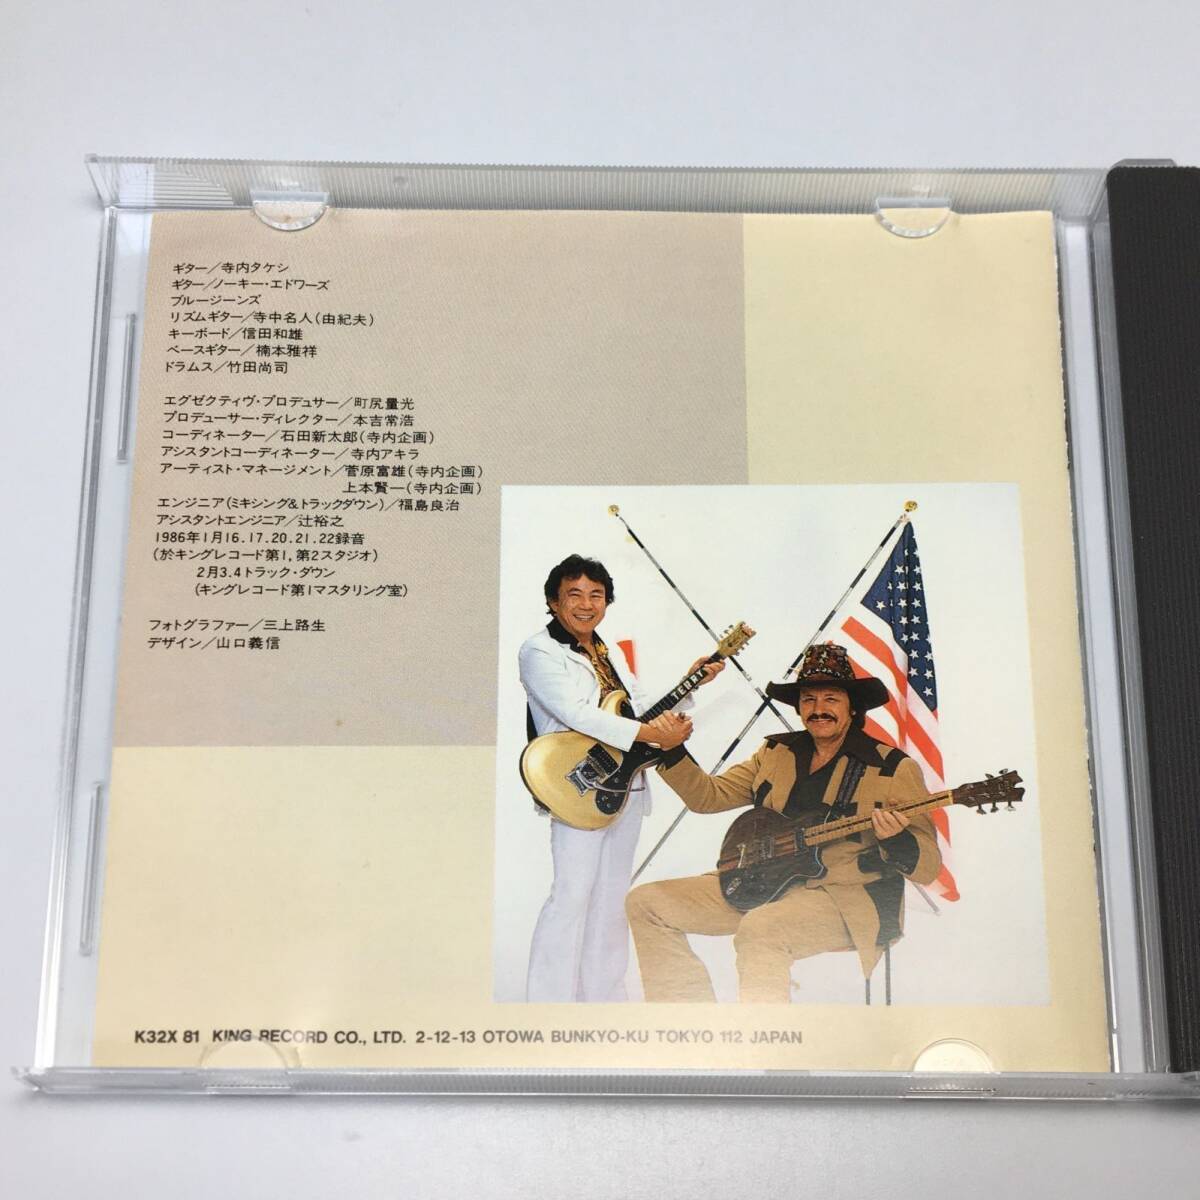 ギター/寺内タケシ
ギター/ノーキー・エドワーズ
ブルージーンズ
リズムギター/寺中名人(由紀夫)
キーボード/信田和雄
ベースギター/楠本雅祥
ドラムス/竹田尚司
エグゼクティヴ・プロデュサー/町尻量光
プロデューサー・ディレクター/本吉常浩
コーディネーター/石田新太郎(寺内企画)
アシスタントコーディネーター/寺内アキラ
アーティスト・マネージメント/菅原富雄(寺内企画)
上本賢一(寺内企画)
エンジニア(ミキシング&トラックダウン)/福島良治
アシスタントエンジニア/辻裕之
1986年1月16.17.20.21.22録音
(於キングレコード第1,第2スタジオ)
2月3.4トラック・ダウン
(キングレコード第1マスタリング室)
フォトグラファー/三上路生
デザイン/山口義信
TERRY
K32X 81 KING RECORD CO., LTD. 2-12-13 OTOWA BUNKYO-KU TOKYO 112 JAPAN